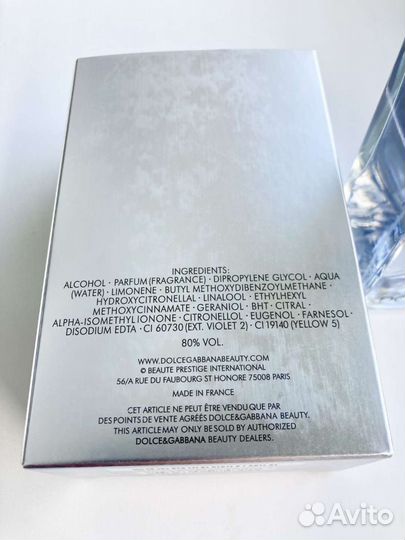 INGREDIENTS:
ALCOHOL · PARFUM (FRAGRANCE) · DIPROPYLENE GLYCOL · AQUA
(WATER) · LIMONENE · BUTYL METHOXYDIBENZOYLMETHANE ·
HYDROXYCITRONELLAL · LINALOOL · ETHYLHEXYL
METHOXYCINNAMATE · GERANIOL · BHT · CITRAL ·
ALPHA-ISOMETHYL IONONE · CITRONELLOL · EUGENOL · FARNESOL ·
DISODIUM EDTA · CI 60730 (EXT. VIOLET 2) · CI 19140 (YELLOW 5)
80% VOL.
WWW.DOLCEGABBANABEAUTY.COM
© BEAUTE PRESTIGE INTERNATIONAL
56/A RUE DU FAUBOURG ST HONORE 75008 PARIS
MADE IN FRANCE
CET ARTICLE NE PEUT ÊTRE VENDU QUE PAR
DES POINTS DE VENTE AGRÉÉS DOLCE&GABBANA BEAUTY.
THIS ARTICLE MAY ONLY BE SOLD BY AUTHORIZED
DOLCE&GABBANA BEAUTY DEALERS.
Avito